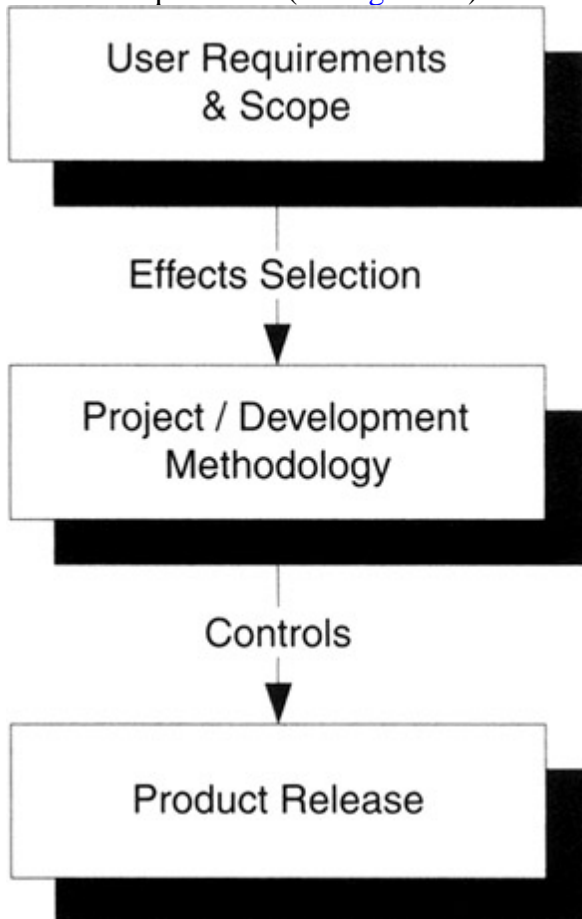 User Requirements
& Scope
Effects Selection
Project / Development
Methodology
Controls
Product Release